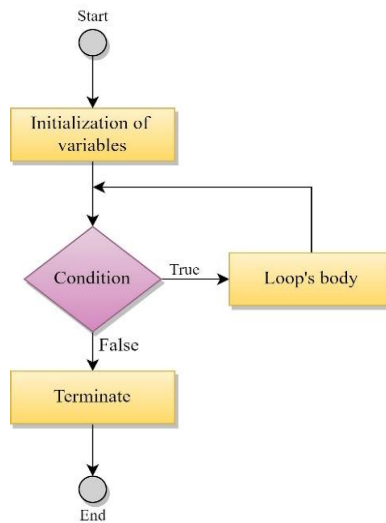 Start
Initialization of
variables
Condition
True
Loop's body
False
Terminate
End